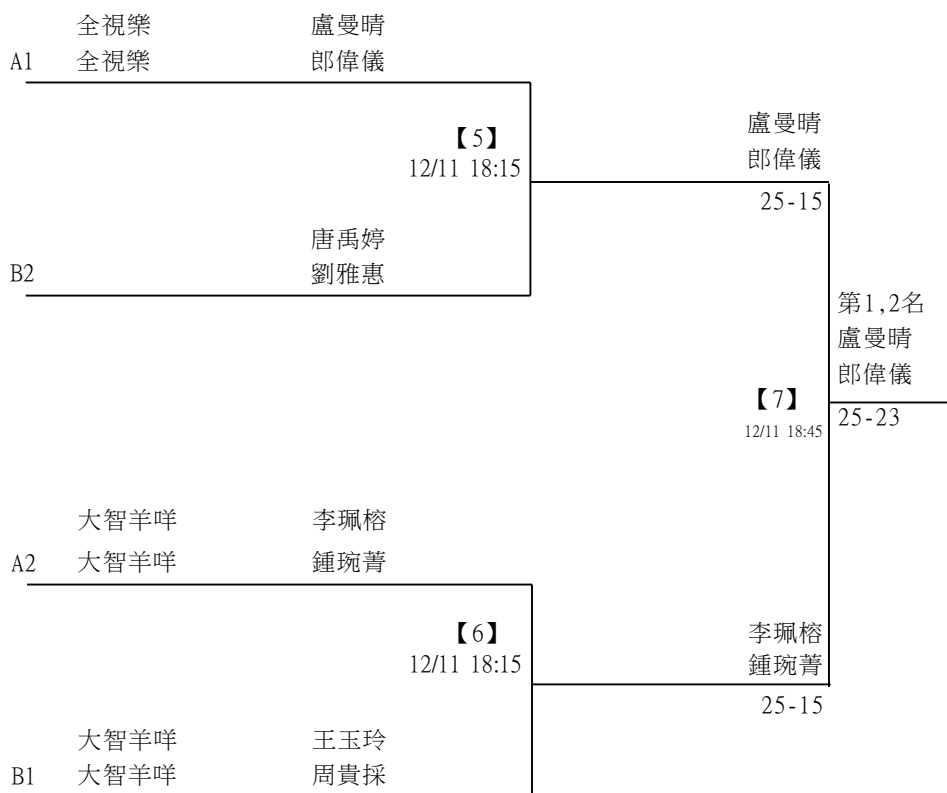 全視樂 盧曼晴
A1 全視樂 郎偉儀
【5】
12/11 18:15
盧曼晴
郎偉儀
25-15
唐禹婷
B2 劉雅惠
第1,2名
盧曼晴
郎偉儀
25-23
【7】
12/11 18:45
大智羊咩 李珮榕
A2 大智羊咩 鍾琬菁
【6】
12/11 18:15
李珮榕
鍾琬菁
25-15
大智羊咩 王玉玲
B1 大智羊咩 周貴採